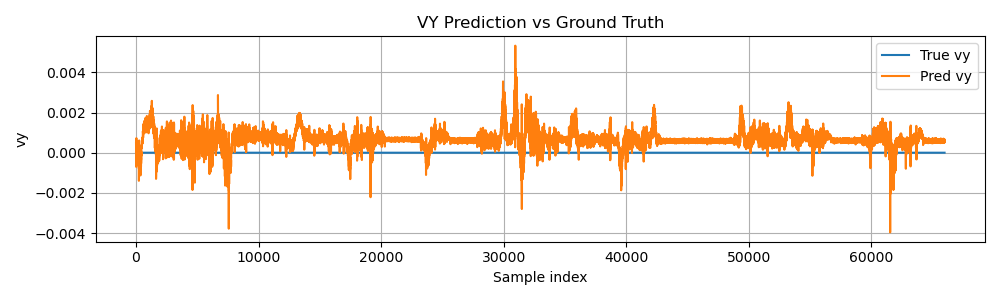 VY Prediction vs Ground Truth
vy
0.004
0.002
0.000
−0.002
−0.004
True vy
Pred vy
0 10000 20000 30000 40000 50000 60000
Sample index